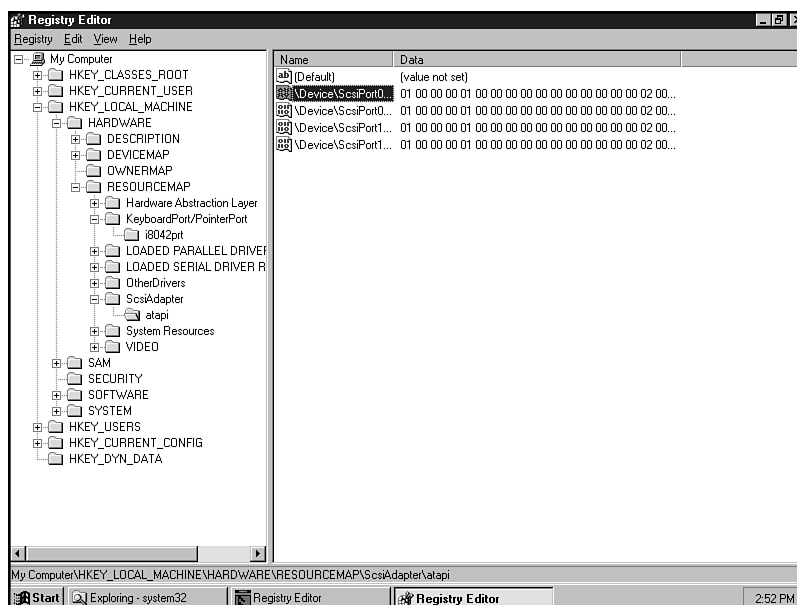 Registry Editor
Registry Edit View Help
My Computer
HKEY_CLASSES_ROOT
HKEY_CURRENT_USER
HKEY_LOCAL_MACHINE
HARDWARE
DESCRIPTION
DEVICEMAP
OWNERMAP
RESOURCEMAP
Hardware Abstraction Layer
KeyboardPort/PointerPort
i8042prt
LOADED PARALLEL DRIVER
LOADED SERIAL DRIVER R
OtherDrivers
ScsiAdapter
atapi
System Resources
VIDEO
SAM
SECURITY
SOFTWARE
SYSTEM
HKEY_USERS
HKEY_CURRENT_CONFIG
HKEY_DYN_DATA
Name Data
(Default) (value not set)
\Device\ScsiPort0... 01 00 00 00 01 00 00 00 00 00 00 00 00 00 00 00 02 00...
\Device\ScsiPort0... 01 00 00 00 01 00 00 00 00 00 00 00 00 00 00 00 02 00...
\Device\ScsiPort1... 01 00 00 00 01 00 00 00 00 00 00 00 00 00 00 00 02 00...
\Device\ScsiPort1... 01 00 00 00 01 00 00 00 00 00 00 00 00 00 00 00 02 00...
My Computer\HKEY_LOCAL_MACHINE\HARDWARE\RESOURCEMAP\ScsiAdapter\atapi
Start Exploring - system32 Registry Editor Registry Editor 2:52 PM